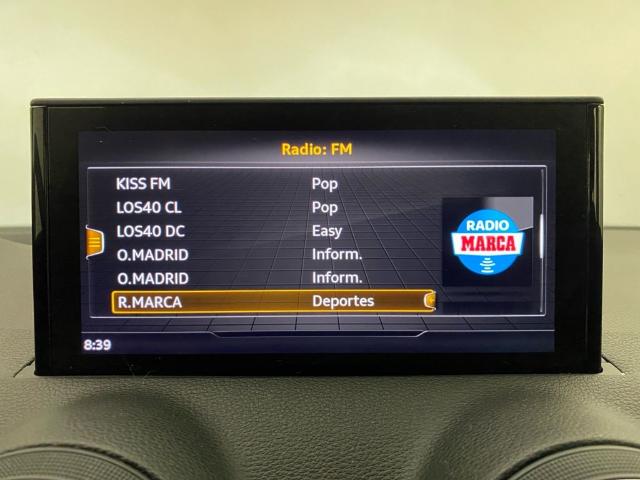 Radio: FM
KISS FM Pop
LOS40 CL Pop
LOS40 DC Easy
O.MADRID Inform.
O.MADRID Inform.
R.MARCA Deportes
RADIO
MARCA
8:39